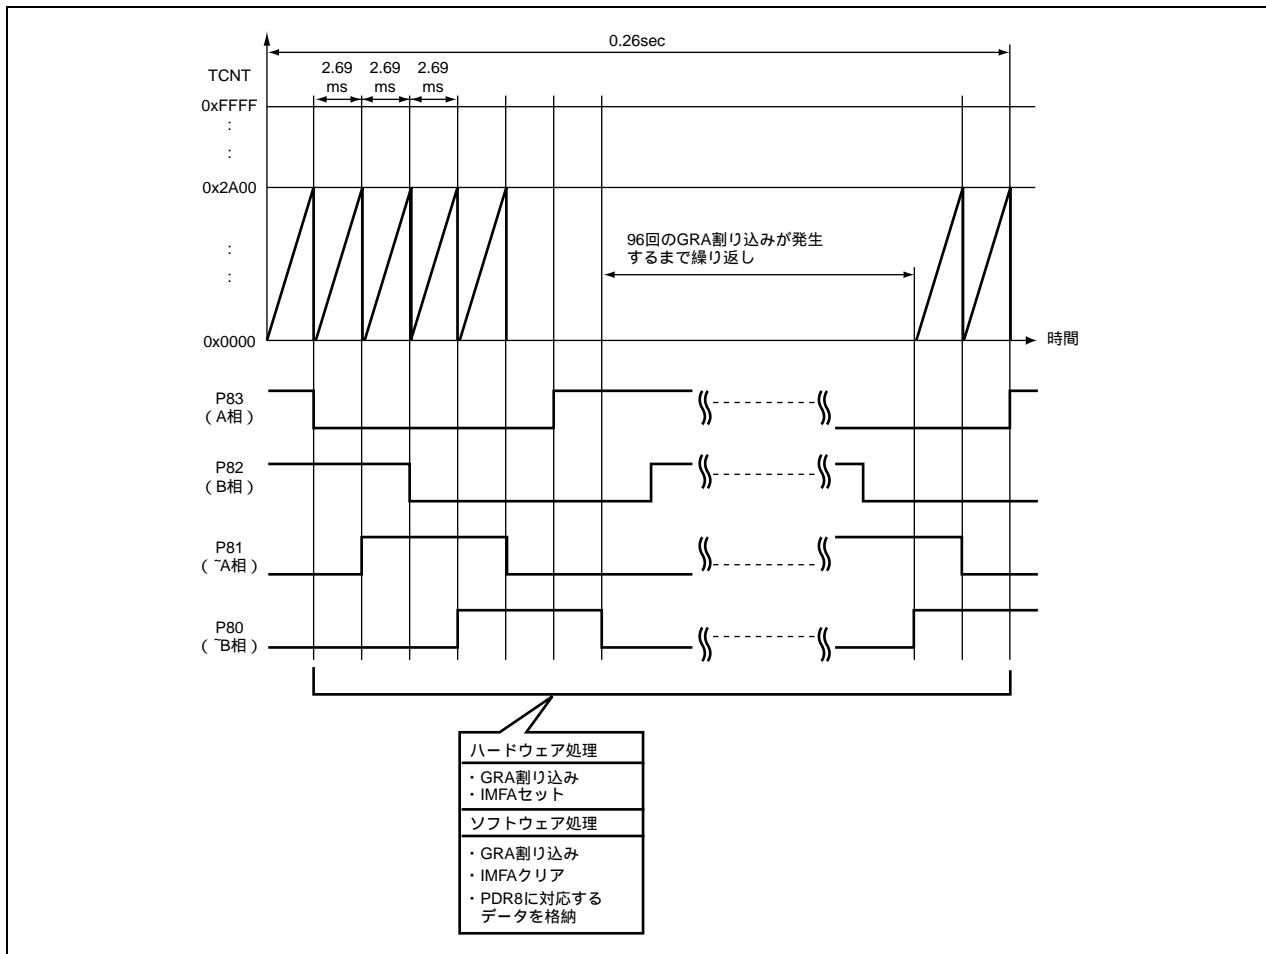 0.26sec
TCNT
2.69
ms
2.69
ms
2.69
ms
0xFFFF
:
:
0x2A00
96回のGRA割り込みが発生
するまで繰り返し
:
:
0x0000
時間
P83
（A相）
P82
（B相）
P81
（~A相）
P80
（~B相）
ハードウェア処理
・GRA割り込み
・IMFAセット
ソフトウェア処理
・GRA割り込み
・IMFAクリア
・PDR8に対応する
データを格納